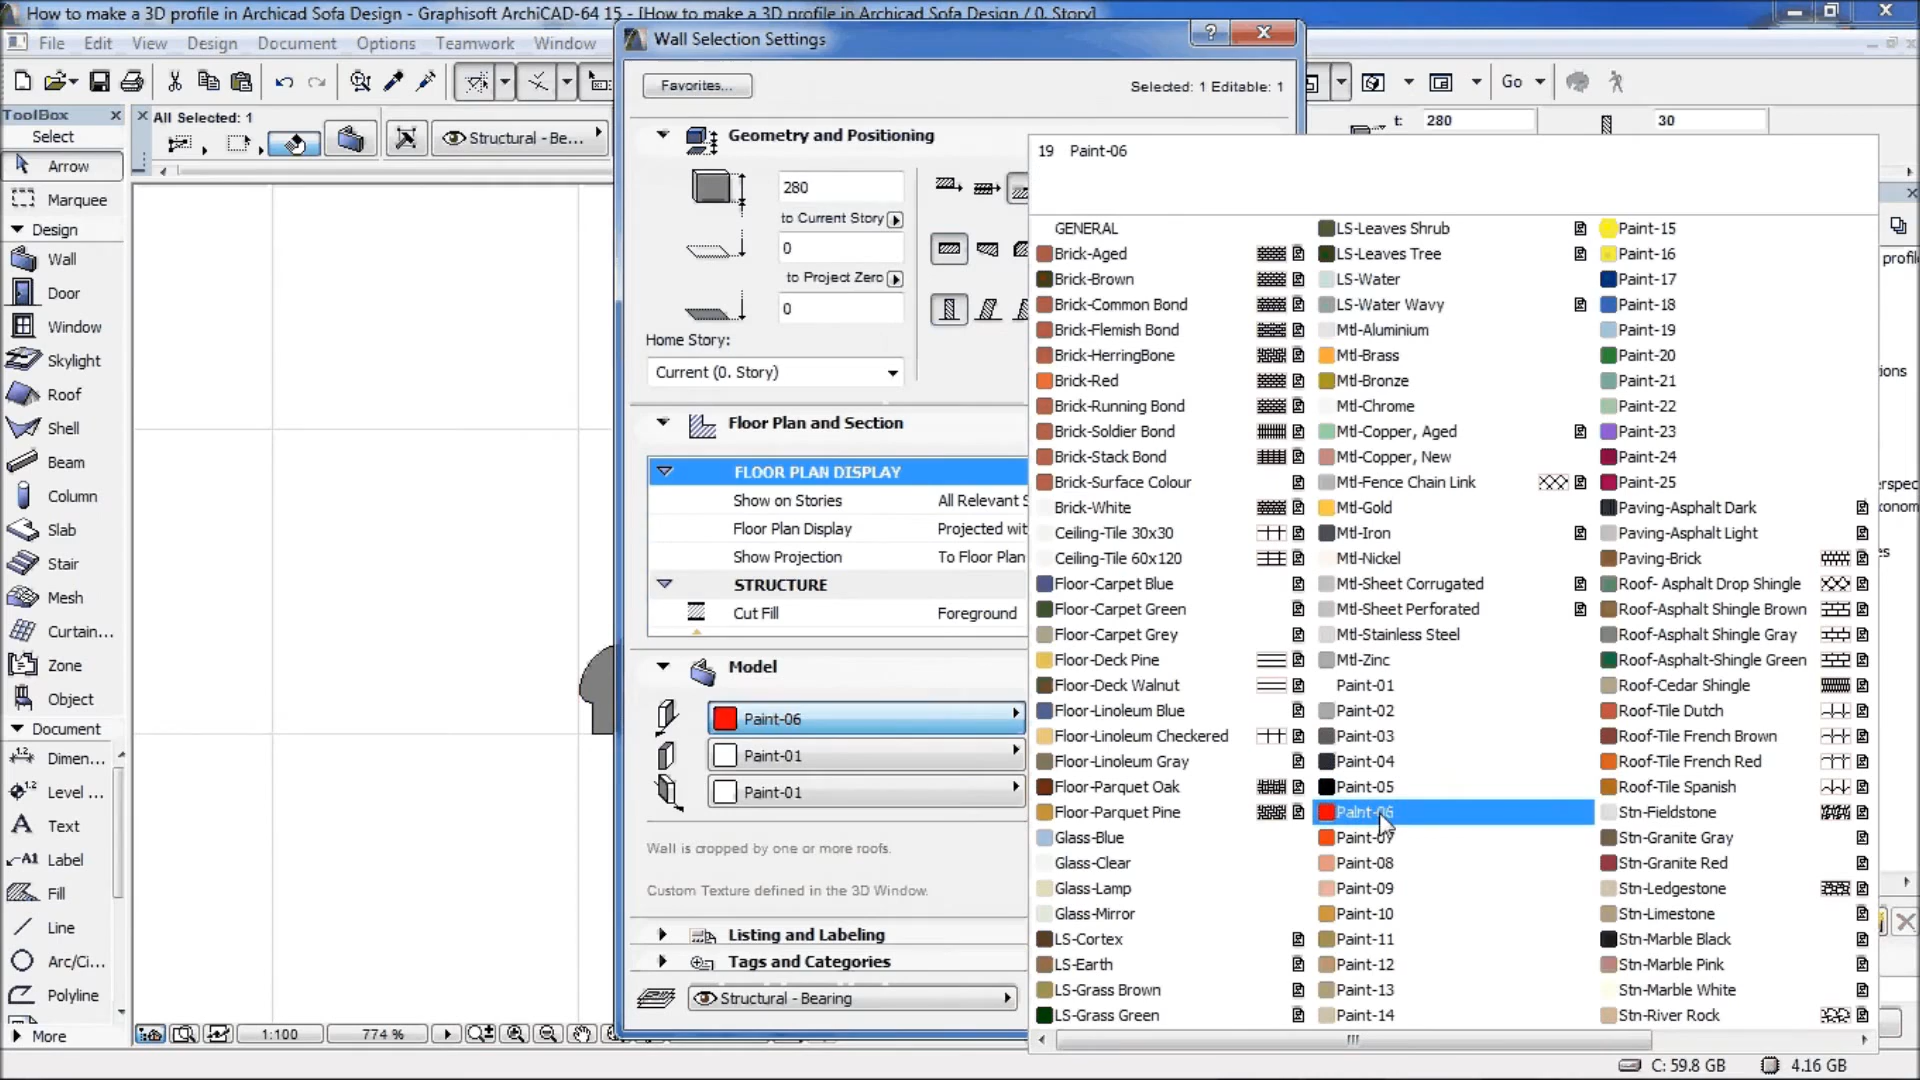 How to make a 3D profile in Archicad Sofa Design - Graphisoft ArchiCAD-64 15 - [How to make a 3D profile in Archicad Sofa Design / 0. Story]
File Edit View Design Document Options Teamwork Window
Wall Selection Settings
Go
ToolBox
Select
Arrow
Marquee
Design
Wall
Door
Window
Skylight
Roof
Shell
Beam
Column
Slab
Stair
Mesh
Curtain...
Zone
Object
Document
Dimen...
Level ...
Text
Label
Fill
Line
Arc/Ci...
Polyline
More
All Selected: 1
Structural - Be...
Favorites...
Selected: 1 Editable: 1
Geometry and Positioning
280
to Current Story
0
to Project Zero
0
Home Story:
Current (0. Story)
Floor Plan and Section
FLOOR PLAN DISPLAY
Show on Stories All Relevant S
Floor Plan Display Projected wit
Show Projection To Floor Plan
STRUCTURE
Cut Fill Foreground
Model
Paint-06
Paint-01
Paint-01
Wall is cropped by one or more roofs.
Custom Texture defined in the 3D Window.
Listing and Labeling
Tags and Categories
Structural - Bearing
t: 280 30
19 Paint-06
GENERAL
Brick-Aged
Brick-Brown
Brick-Common Bond
Brick-Flemish Bond
Brick-HerringBone
Brick-Red
Brick-Running Bond
Brick-Soldier Bond
Brick-Stack Bond
Brick-Surface Colour
Brick-White
Ceiling-Tile 30x30
Ceiling-Tile 60x120
Floor-Carpet Blue
Floor-Carpet Green
Floor-Carpet Grey
Floor-Deck Pine
Floor-Deck Walnut
Floor-Linoleum Blue
Floor-Linoleum Checkered
Floor-Linoleum Gray
Floor-Parquet Oak
Floor-Parquet Pine
Glass-Blue
Glass-Clear
Glass-Lamp
Glass-Mirror
LS-Cortex
LS-Earth
LS-Grass Brown
LS-Grass Green
LS-Leaves Shrub
LS-Leaves Tree
LS-Water
LS-Water Wavy
Mtl-Aluminium
Mtl-Brass
Mtl-Bronze
Mtl-Chrome
Mtl-Copper, Aged
Mtl-Copper, New
Mtl-Fence Chain Link
Mtl-Gold
Mtl-Iron
Mtl-Nickel
Mtl-Sheet Corrugated
Mtl-Sheet Perforated
Mtl-Stainless Steel
Mtl-Zinc
Paint-01
Paint-02
Paint-03
Paint-04
Paint-05
Paint-06
Paint-07
Paint-08
Paint-09
Paint-10
Paint-11
Paint-12
Paint-13
Paint-14
Paint-15
Paint-16
Paint-17
Paint-18
Paint-19
Paint-20
Paint-21
Paint-22
Paint-23
Paint-24
Paint-25
Paving-Asphalt Dark
Paving-Asphalt Light
Paving-Brick
Roof- Asphalt Drop Shingle
Roof-Asphalt Shingle Brown
Roof-Asphalt Shingle Gray
Roof-Asphalt-Shingle Green
Roof-Cedar Shingle
Roof-Tile Dutch
Roof-Tile French Brown
Roof-Tile French Red
Roof-Tile Spanish
Stn-Fieldstone
Stn-Granite Gray
Stn-Granite Red
Stn-Ledgestone
Stn-Limestone
Stn-Marble Black
Stn-Marble Pink
Stn-Marble White
Stn-River Rock
profile
ions
erspec
xonom
es
1:100
774 %
C: 59.8 GB
4.16 GB